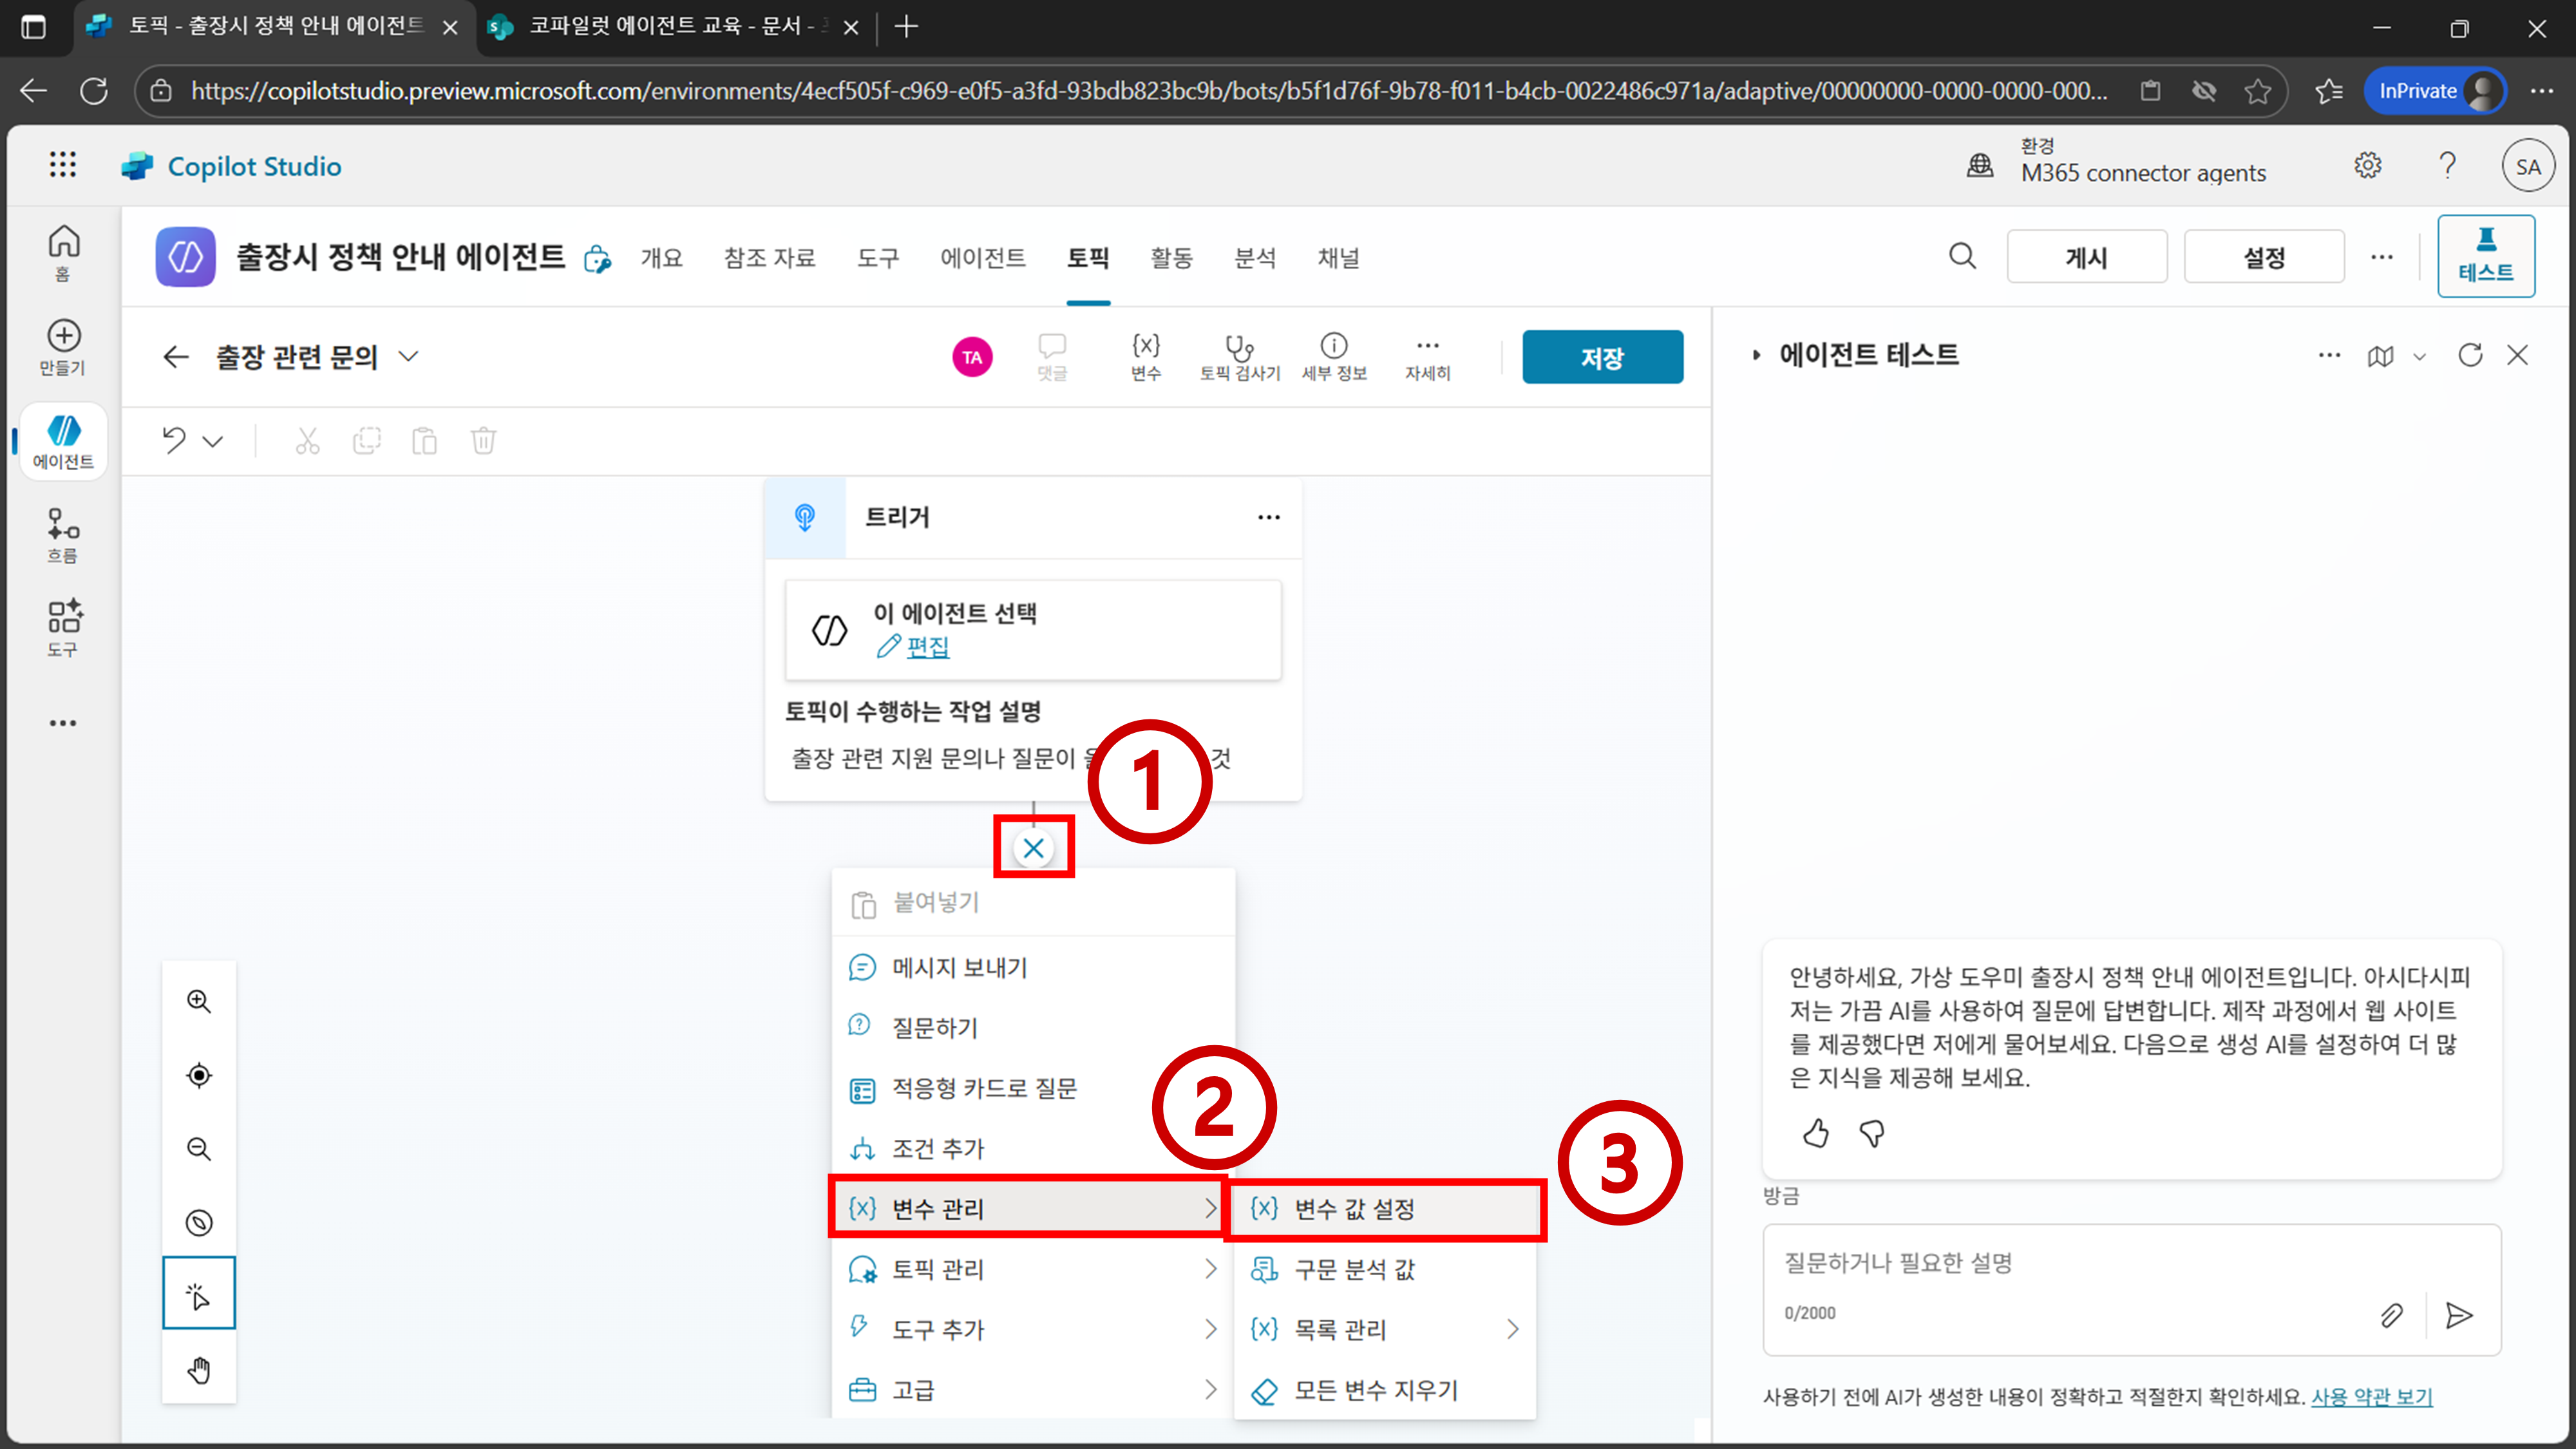 토픽 - 출장시 정책 안내 에이전트
코파일럿 에이전트 교육 - 문서 -
https://copilotstudio.preview.microsoft.com/environments/4ecf505f-c969-e0f5-a3fd-93bdb823bc9b/bots/b5f1d76f-9b78-f011-b4cb-0022486c971a/adaptive/00000000-0000-0000-000...
InPrivate
Copilot Studio
환경
M365 connector agents
SA
홈
만들기
에이전트
흐름
도구
출장시 정책 안내 에이전트
개요
참조 자료
도구
에이전트
토픽
활동
분석
채널
게시
설정
테스트
출장 관련 문의
TA
댓글
변수
토픽 검사기
세부 정보
자세히
저장
트리거
이 에이전트 선택
편집
토픽이 수행하는 작업 설명
출장 관련 지원 문의나 질문이 것
1
붙여넣기
메시지 보내기
질문하기
적응형 카드로 질문
조건 추가
2
변수 관리
토픽 관리
도구 추가
고급
3
변수 값 설정
구문 분석 값
목록 관리
모든 변수 지우기
에이전트 테스트
안녕하세요, 가상 도우미 출장시 정책 안내 에이전트입니다. 아시다시피
저는 가끔 AI를 사용하여 질문에 답변합니다. 제작 과정에서 웹 사이트
를 제공했다면 저에게 물어보세요. 다음으로 생성 AI를 설정하여 더 많
은 지식을 제공해 보세요.
방금
질문하거나 필요한 설명
0/2000
사용하기 전에 AI가 생성한 내용이 정확하고 적절한지 확인하세요. 사용 약관 보기